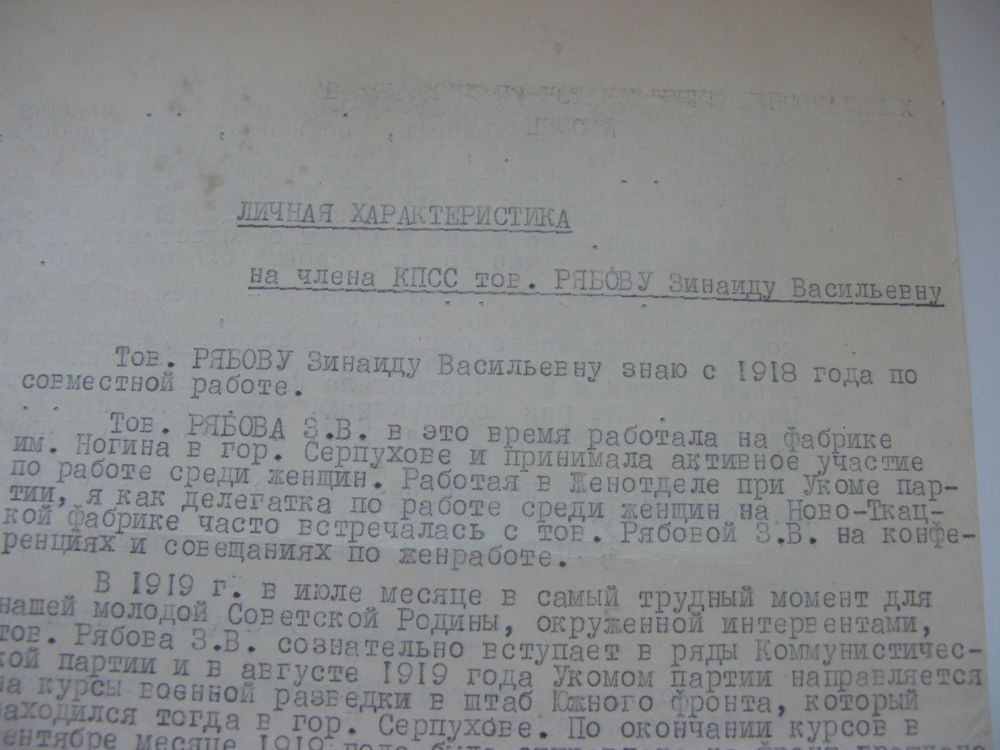 ЛИЧНАЯ ХАРАКТЕРИСТИКА
на члена КПСС тов. РЯБОВУ Зинаиду Васильевну
Тов. РЯБОВУ Зинаиду Васильевну знаю с 1918 года по
совместной работе.
Тов. РЯБОВА З.В. в это время работала на фабрике
им. Ногина в гор. Серпухове и принимала активное участие
по работе среди женщин. Работая в Женотделе при Укоме пар-
тии, я как делегатка по работе среди женщин на Ново-Ткац-
кой фабрике часто встречалась с тов. Рябовой З.В. на конфе-
ренциях и совещаниях по женработе.
В 1919 г. в июле месяце в самый трудный момент для
нашей молодой Советской Родины, окруженной интервентами,
тов. Рябова З.В. сознательно вступает в ряды Коммунистичес-
кой партии и в августе 1919 года Укомом партии направляется
на курсы военной разведки в штаб Южного фронта, который
находился тогда в гор. Серпухове. По окончании курсов в
сентябре месяце 1919 года